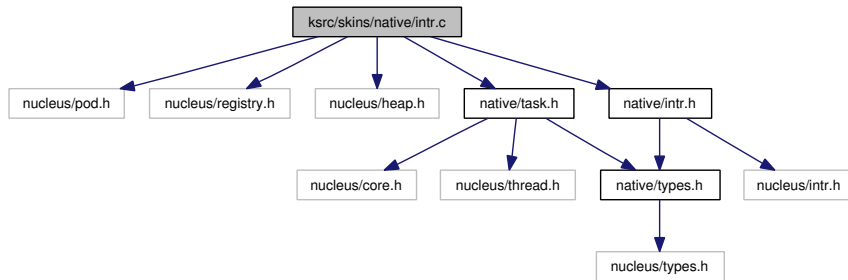 ksrc/skins/native/intr.c
nucleus/pod.h
nucleus/registry.h
nucleus/heap.h
native/task.h
native/intr.h
nucleus/core.h
nucleus/thread.h
native/types.h
nucleus/intr.h
nucleus/types.h